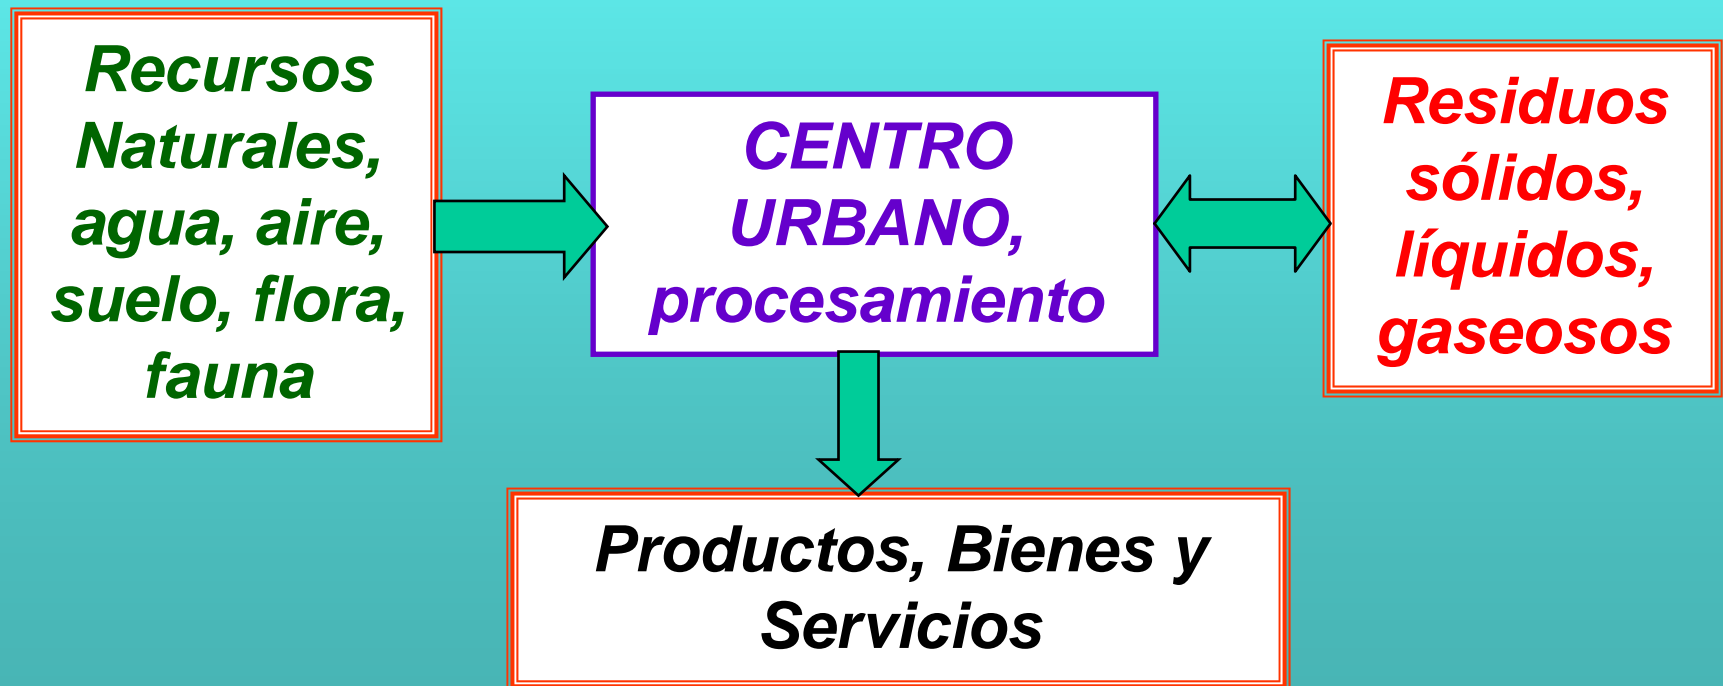 Recursos
Naturales,
agua, aire,
suelo, flora,
fauna
CENTRO
URBANO,
procesamiento
Residuos
sólidos,
líquidos,
gaseosos
Productos, Bienes y
Servicios